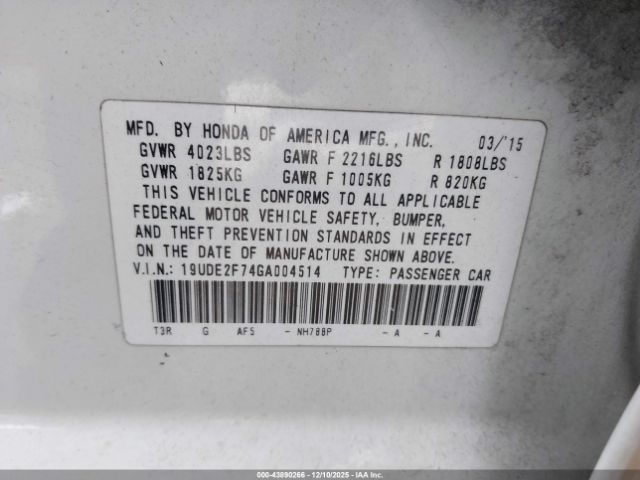 MFD. BY HONDA OF AMERICA MFG., INC. 03/'15
GVWR 4023LBS GAWR F 2216LBS R 1808LBS
GVWR 1825KG GAWR F 1005KG R 820KG
THIS VEHICLE CONFORMS TO ALL APPLICABLE
FEDERAL MOTOR VEHICLE SAFETY, BUMPER,
AND THEFT PREVENTION STANDARDS IN EFFECT
ON THE DATE OF MANUFACTURE SHOWN ABOVE.
V.I.N.: 19UDE2F74GA004514 TYPE: PASSENGER CAR
T3R G AF5 - NH788P - A - A
000-43890266 - 12/10/2025 - IAA Inc.